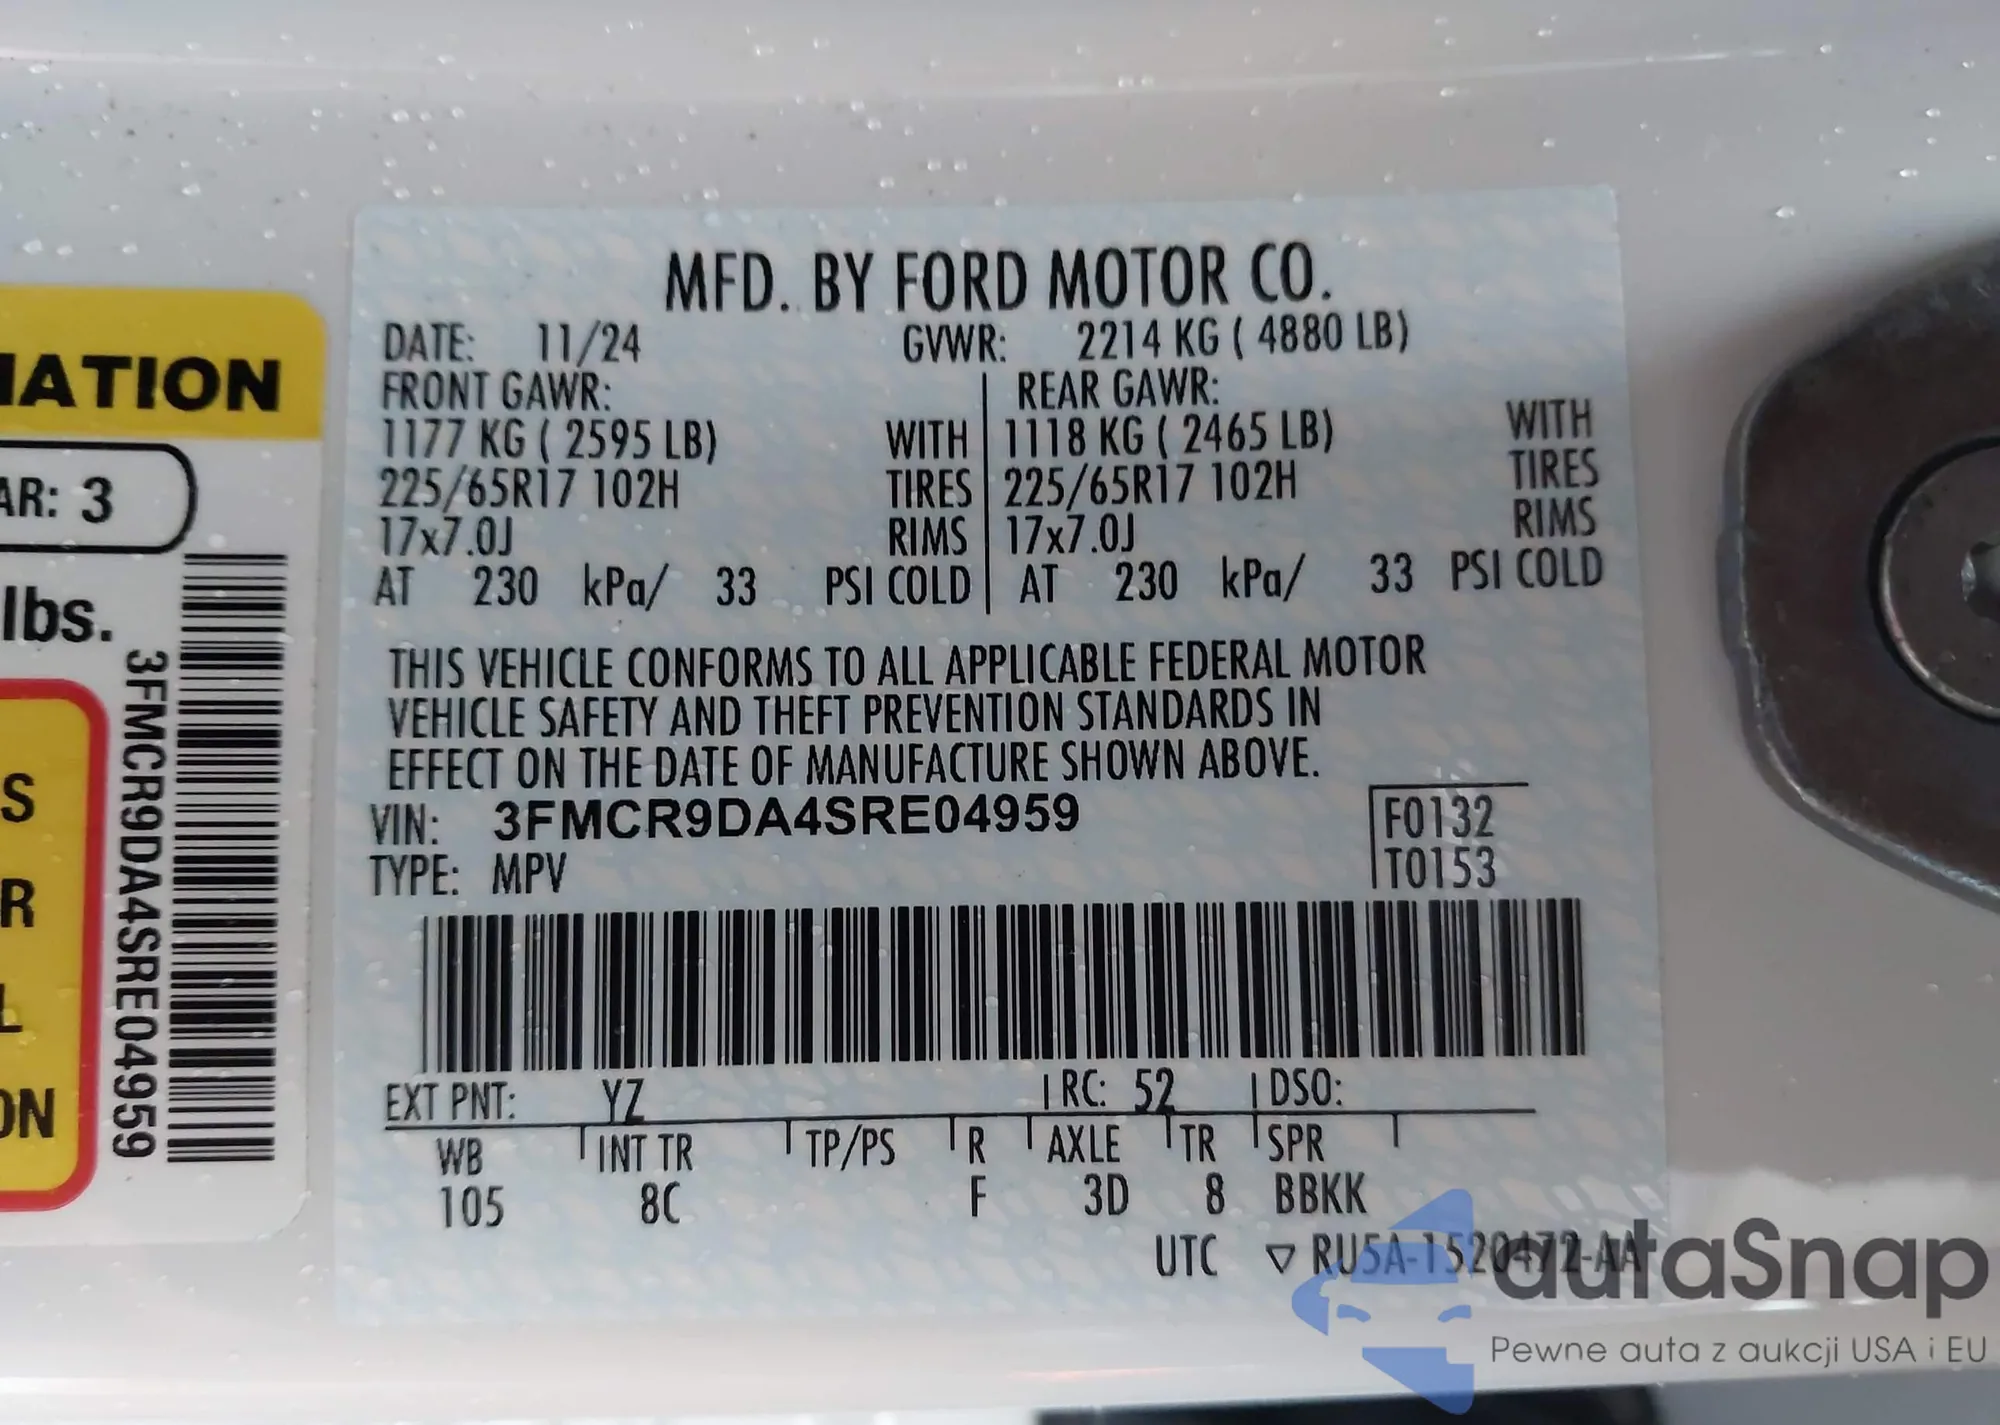 MFD. BY FORD MOTOR CO.
DATE: 11/24 GVWR: 2214 KG ( 4880 LB)
FRONT GAWR: REAR GAWR:
1177 KG ( 2595 LB) WITH 1118 KG ( 2465 LB) WITH
225/65R17 102H TIRES 225/65R17 102H TIRES
17x7.0J RIMS 17x7.0J RIMS
AT 230 kPa/ 33 PSI COLD AT 230 kPa/ 33 PSI COLD
THIS VEHICLE CONFORMS TO ALL APPLICABLE FEDERAL MOTOR
VEHICLE SAFETY AND THEFT PREVENTION STANDARDS IN
EFFECT ON THE DATE OF MANUFACTURE SHOWN ABOVE.
VIN: 3FMCR9DA4SRE04959 F0132
TYPE: MPV T0153
EXT PNT: YZ RC: 52 DSO:
WB INT TR TP/PS R AXLE TR SPR
105 8C F 3D 8 BBKK
UTC ▽ RU5A-1520472-AA
IATION
AR: 3
lbs.
3FMCR9DA4SRE04959
S
R
L
ON
autaSnap
Pewne auta z aukcji USA i EU